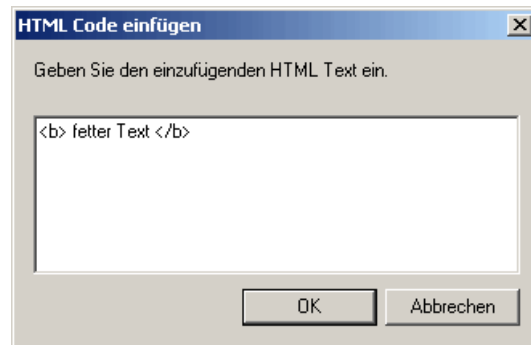 HTML Code einfügen
Geben Sie den einzufügenden HTML Text ein.
<b> fetter Text </b>
OK Abbrechen